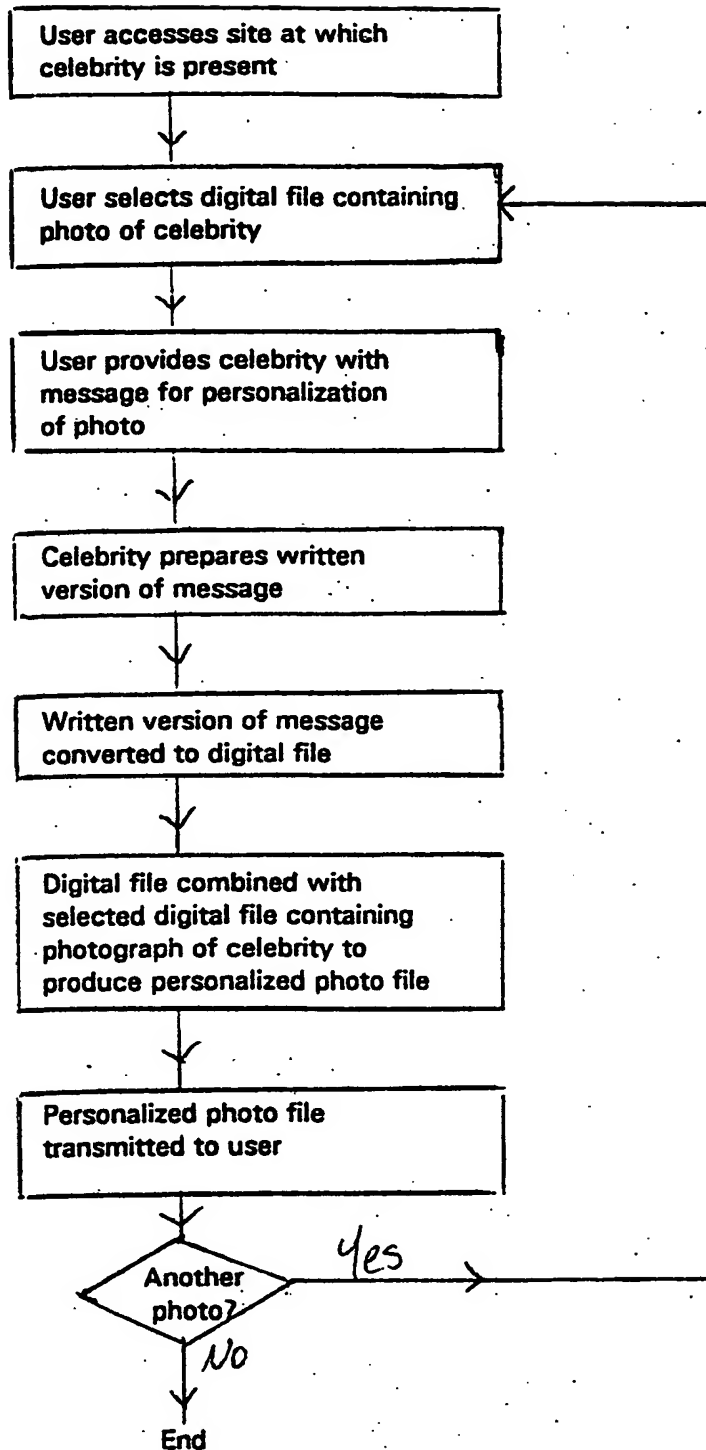 User accesses site at which
celebrity is present
User selects digital file containing
photo of celebrity
User provides celebrity with
message for personalization
of photo
Celebrity prepares written
version of message
Written version of message
converted to digital file
Digital file combined with
selected digital file containing
photograph of celebrity to
produce personalized photo file
Personalized photo file
transmitted to user
Another
photo?
Yes
No
End